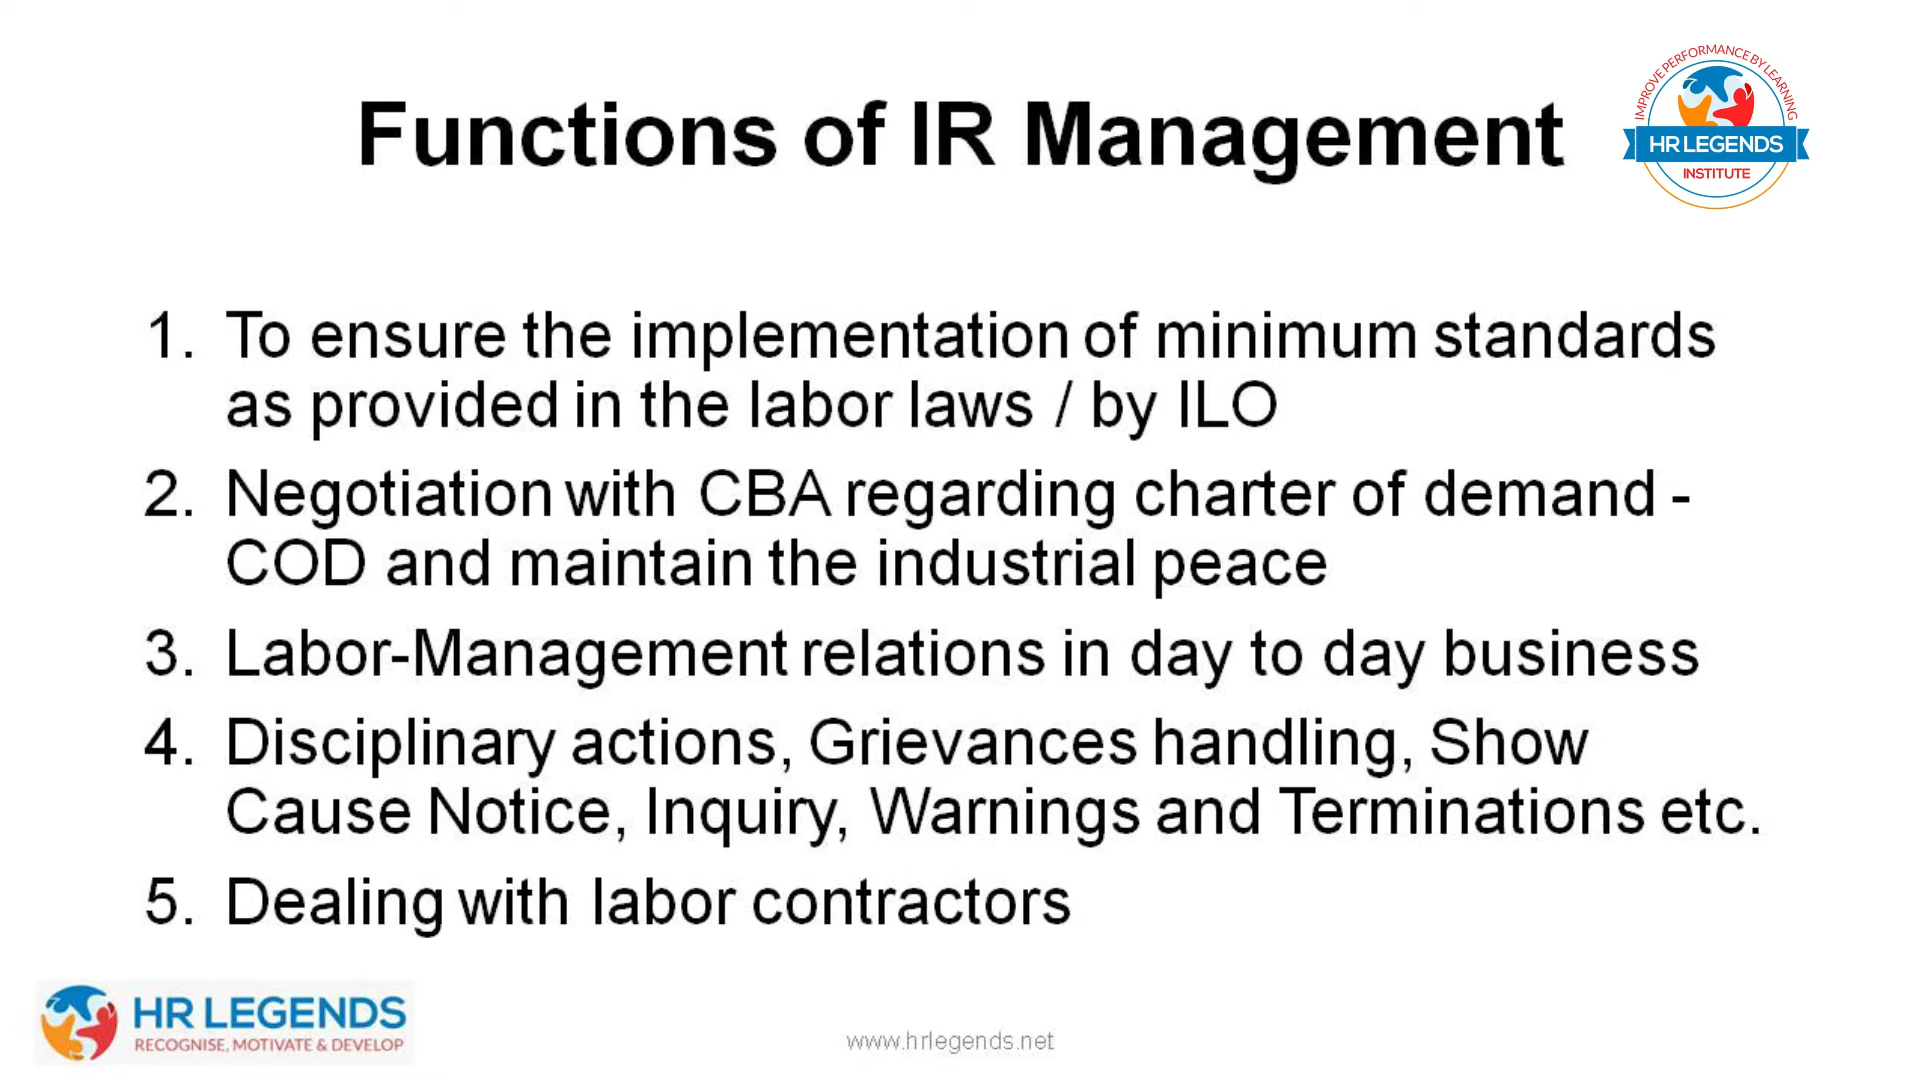 IMPROVE PERFORMANCE BY LEARNING
HR LEGENDS
INSTITUTE
Functions of IR Management
1. To ensure the implementation of minimum standards
as provided in the labor laws / by ILO
2. Negotiation with CBA regarding charter of demand -
COD and maintain the industrial peace
3. Labor-Management relations in day to day business
4. Disciplinary actions, Grievances handling, Show
Cause Notice, Inquiry, Warnings and Terminations etc.
5. Dealing with labor contractors
HR LEGENDS
RECOGNISE, MOTIVATE & DEVELOP
www.hrlegends.net